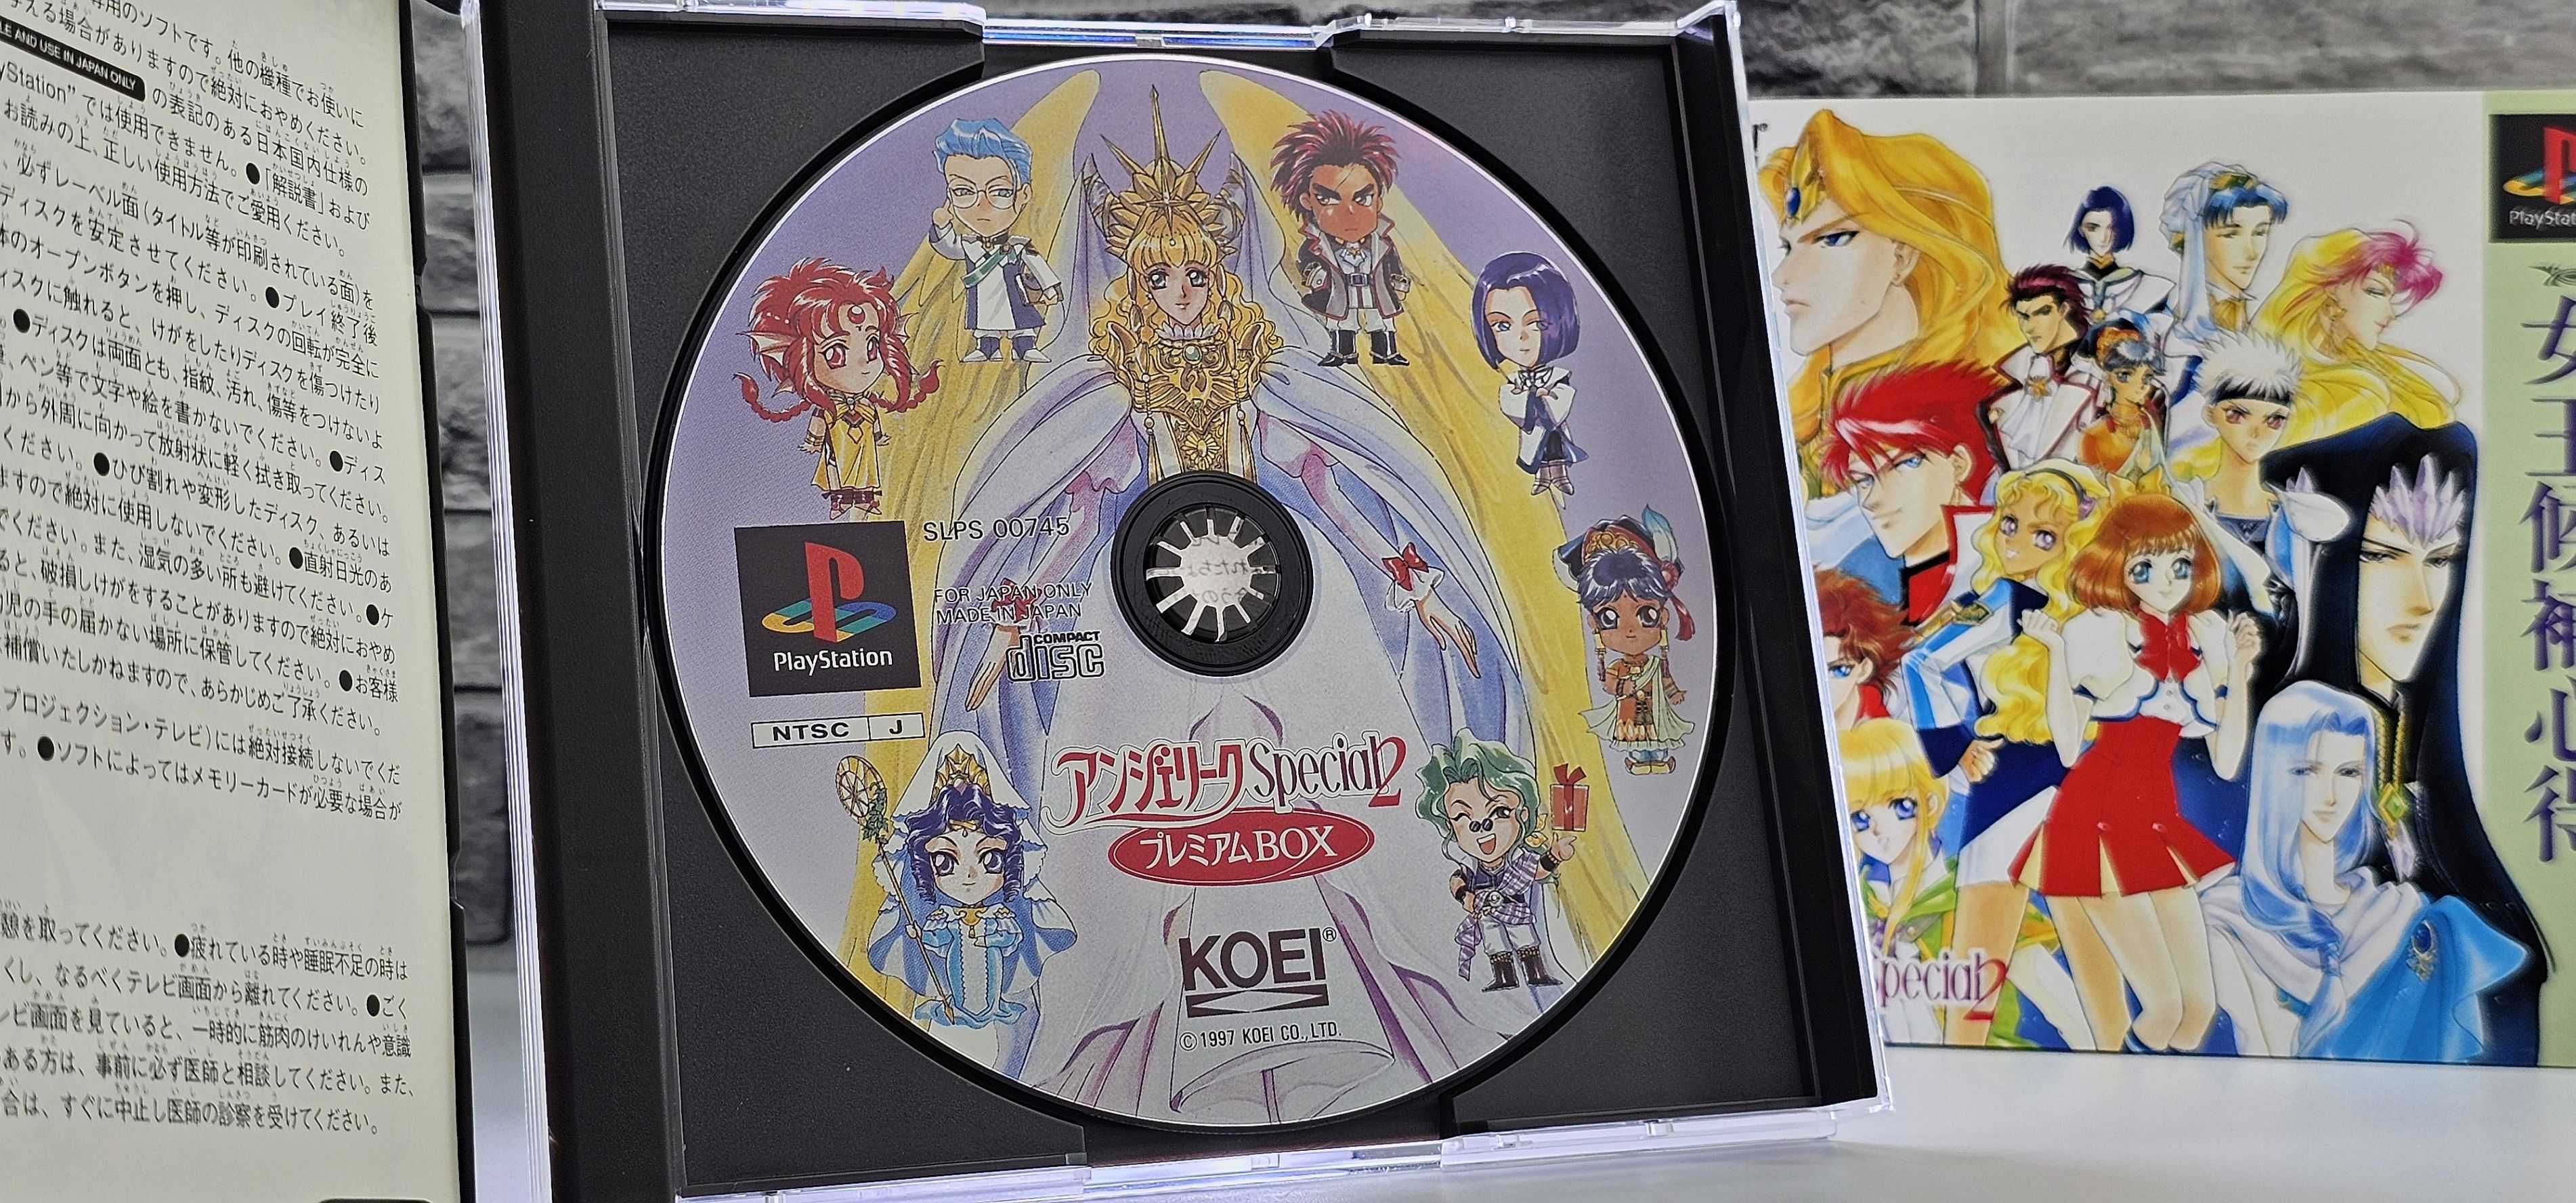 専用のソフトです。他の機種でお使いに
与える場合がありますので絶対におやめください。
LE AND USE IN JAPAN ONLY の表記のある日本国内仕様の
yStation” では使用できません。●「解説書」および
お読みの上、正しい使用方法でご愛用ください。
必ずレーベル面(タイトル等が印刷されている面)を
ディスクを安定させてください。●プレイ終了後
体のオープンボタンを押し、ディスクの回転が完全に
ィスクに触れると、けがをしたりディスクを傷つけたり
●ディスクは両面とも、指紋、汚れ、傷等をつけないよ
、ペン等で文字や絵を書かないでください。●ディス
から外周に向かって放射状に軽く拭き取ってください。
ください。●ひび割れや変形したディスク、あるいは
ますので絶対に使用しないでください。●直射日光のあ
でください。また、湿気の多い所も避けてください。●ケ
ると、破損しけがをすることがありますので絶対におやめ
幼児の手の届かない場所に保管してください。●お客様
補償いたしかねますので、あらかじめご了承ください。
プロジェクション・テレビ)には絶対接続しないでくだ
す。●ソフトによってはメモリーカードが必要な場合が
憩を取ってください。●疲れている時や睡眠不足の時は
くし、なるべくテレビ画面から離れてください。●ごく
レビ画面を見ていると、一時的に筋肉のけいれんや意識
ある方は、事前に必ず医師と相談してください。また、
合は、すぐに中止し医師の診察を受けてください。
SLPS 00745
PlayStation
FOR JAPAN ONLY
MADE IN JAPAN
COMPACT
disc
NTSC J
アンジェリークSpecial2
プレミアムBOX
KOEI®
© 1997 KOEI CO., LTD.
PlayStat
女王候補心得
Special2